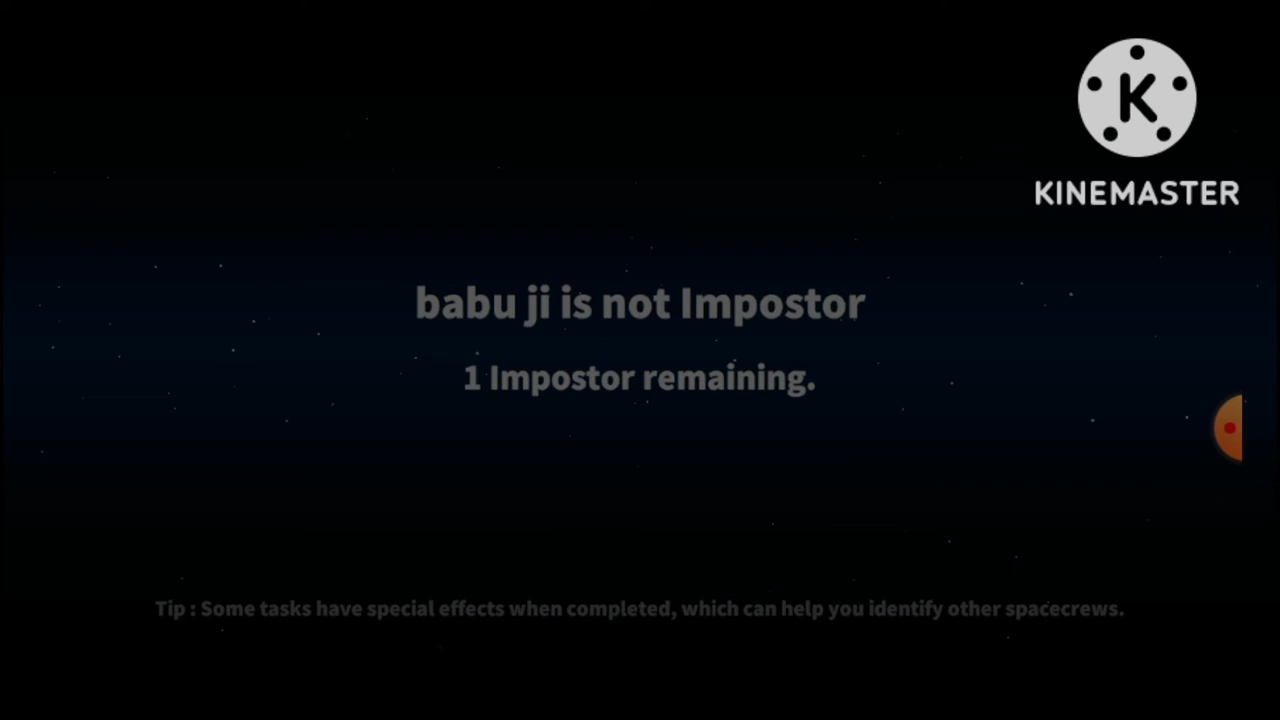 K
KINEMASTER
babu ji is not Impostor
1 Impostor remaining.
Tip : Some tasks have special effects when completed, which can help you identify other spacecrews.